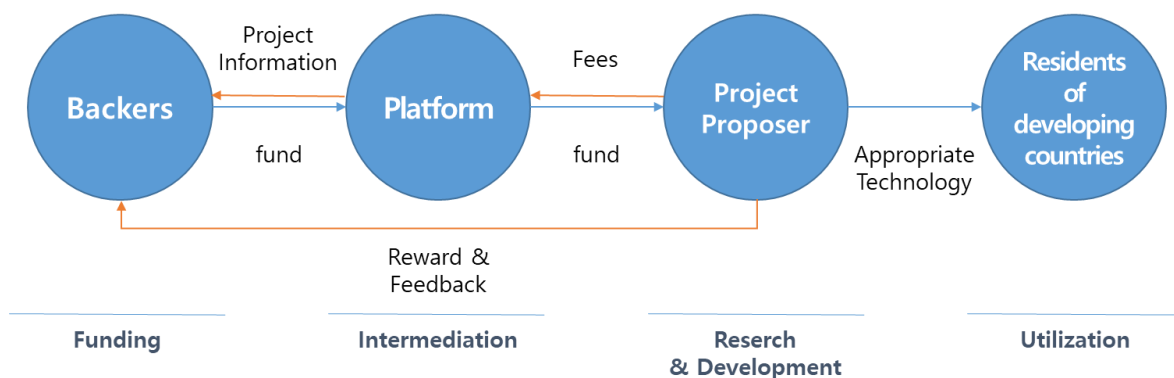 Project
Information
Fees
Backers
Platform
Project
Proposer
Residents
of
developing
countries
fund
fund
Appropriate
Technology
Reward &
Feedback
Funding
Intermediation
Reserch
& Development
Utilization